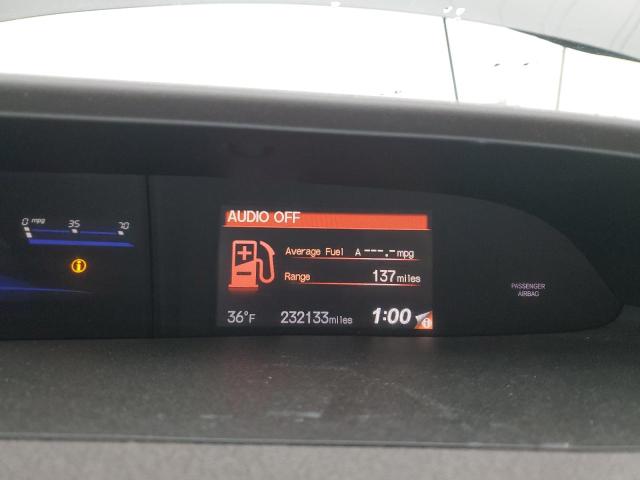 AUDIO OFF
0 mpg 35 70
Average Fuel A ---.- mpg
Range 137 miles
PASSENGER
AIRBAG
36°F 232133 miles 1:00